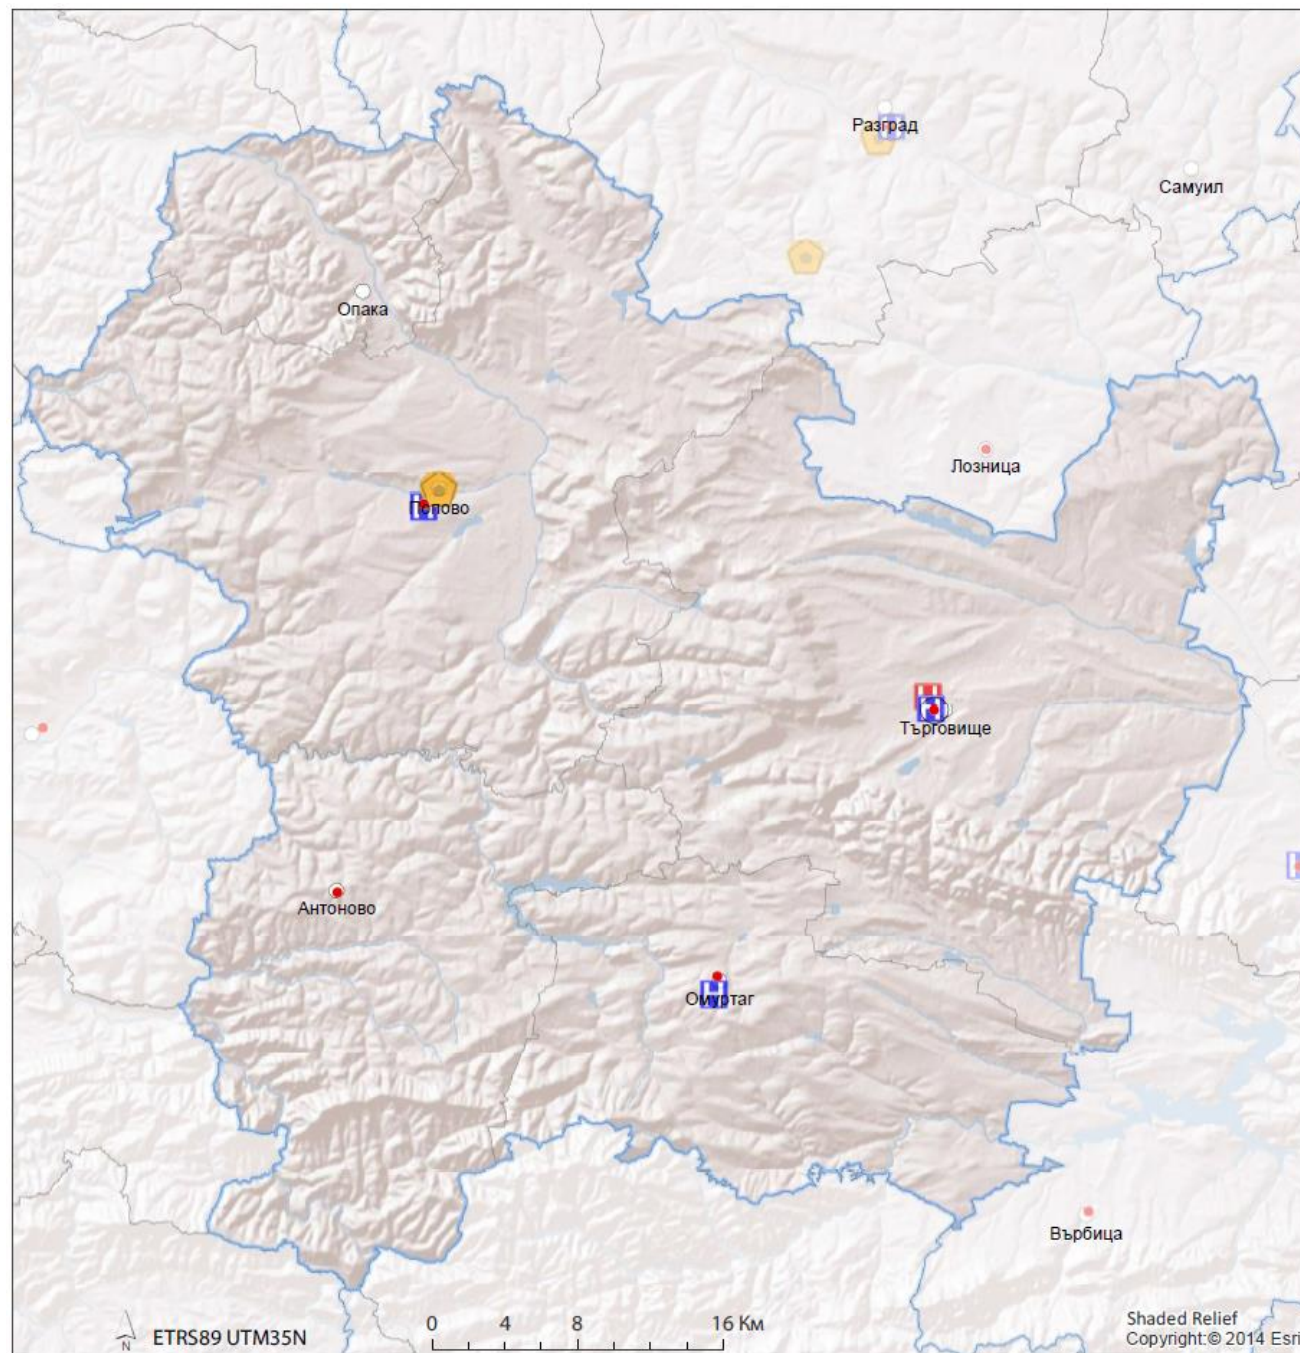 Разград
Самуил
Опака
Лозница
Попово
Търговище
Антоново
Омуртаг
Върбица
0 4 8 16 Км
N ETRS89 UTM35N
Shaded Relief
Copyright:© 2014 Esri